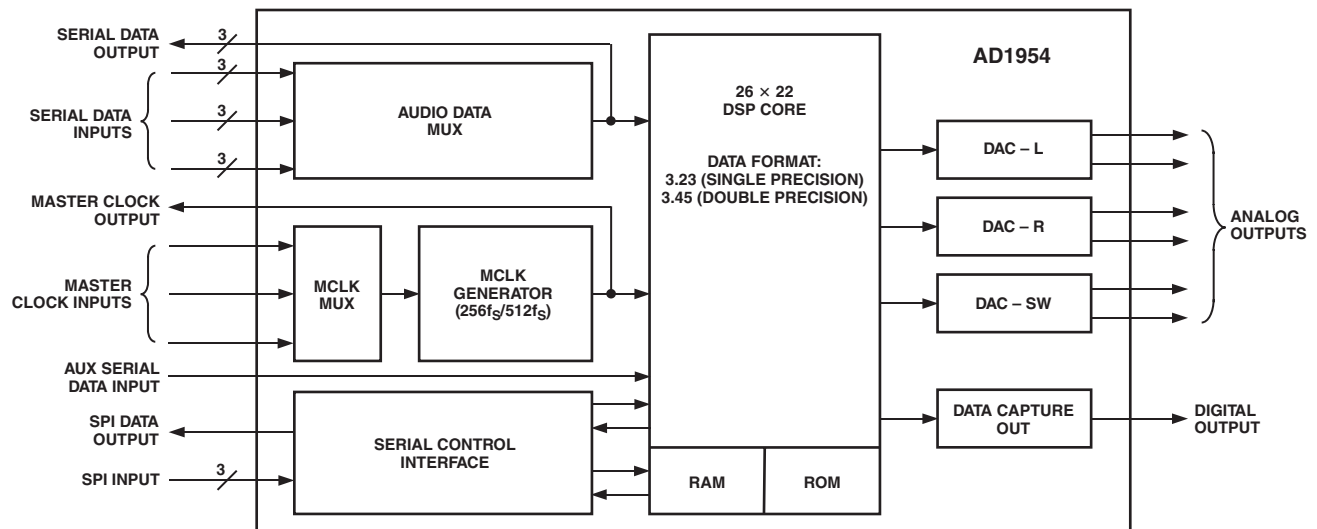 AD1954
SERIAL DATA
OUTPUT
3
3
SERIAL DATA
INPUTS
3
3
AUDIO DATA
MUX
26 × 22
DSP CORE
DATA FORMAT:
3.23 (SINGLE PRECISION)
3.45 (DOUBLE PRECISION)
DAC – L
DAC – R
DAC – SW
ANALOG
OUTPUTS
MASTER CLOCK
OUTPUT
MASTER
CLOCK INPUTS
MCLK
MUX
MCLK
GENERATOR
(256fS/512fS)
AUX SERIAL
DATA INPUT
SPI DATA
OUTPUT
SPI INPUT
3
SERIAL CONTROL
INTERFACE
RAM
ROM
DATA CAPTURE
OUT
DIGITAL
OUTPUT